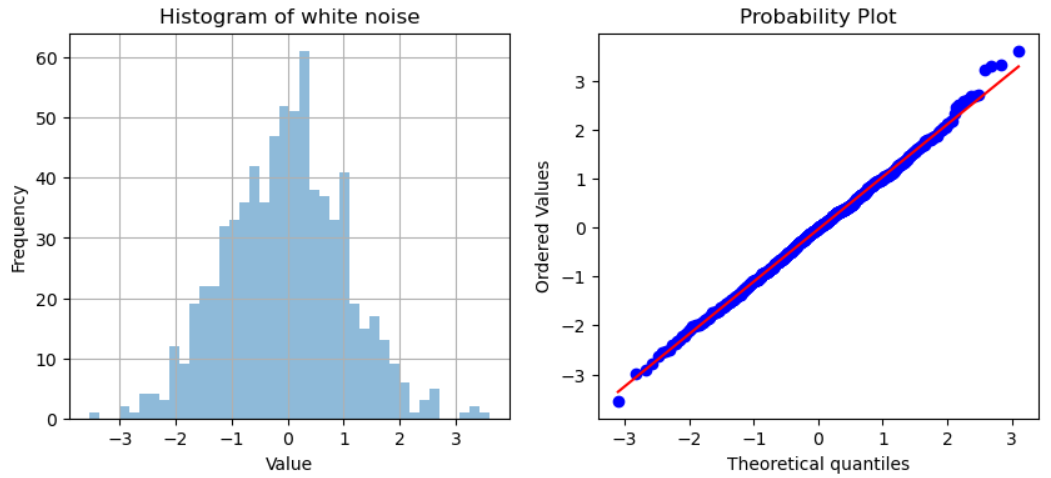 Histogram of white noise
Frequency
60
50
40
30
20
10
0
−3 −2 −1 0 1 2 3
Value
Probability Plot
Ordered Values
3
2
1
0
−1
−2
−3
−3 −2 −1 0 1 2 3
Theoretical quantiles